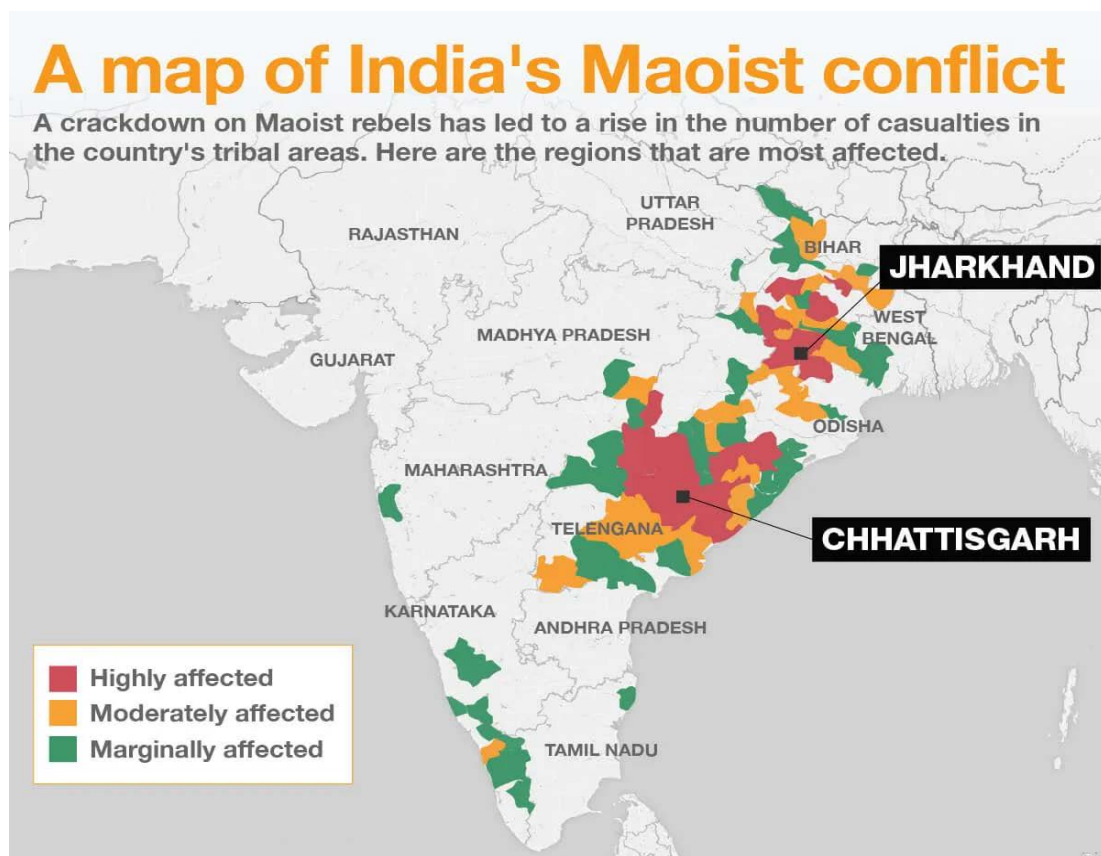 A map of India's Maoist conflict
A crackdown on Maoist rebels has led to a rise in the number of casualties in
the country's tribal areas. Here are the regions that are most affected.
UTTAR
PRADESH
RAJASTHAN
BIHAR
JHARKHAND
WEST
BENGAL
MADHYA PRADESH
GUJARAT
ODISHA
MAHARASHTRA
TELENGANA
CHHATTISGARH
KARNATAKA
ANDHRA PRADESH
Highly affected
Moderately affected
Marginally affected
TAMIL NADU